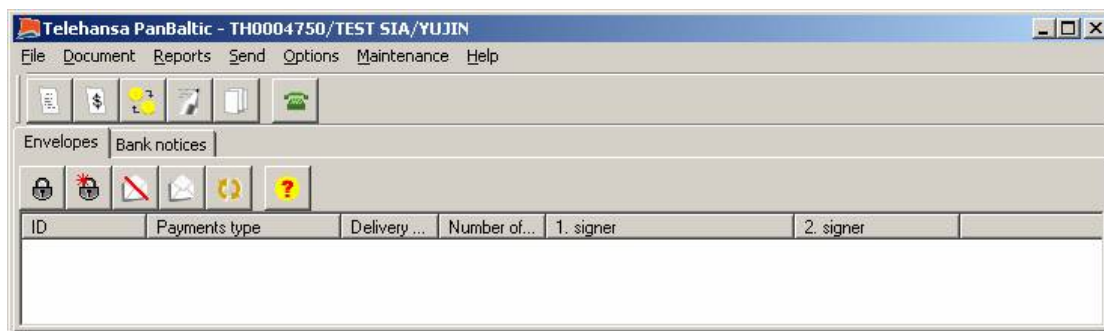 Telehansa PanBaltic - TH0004750/TEST SIA/YUJIN
File Document Reports Send Options Maintenance Help
$
Envelopes Bank notices
?
ID Payments type Delivery ... Number of... 1. signer 2. signer